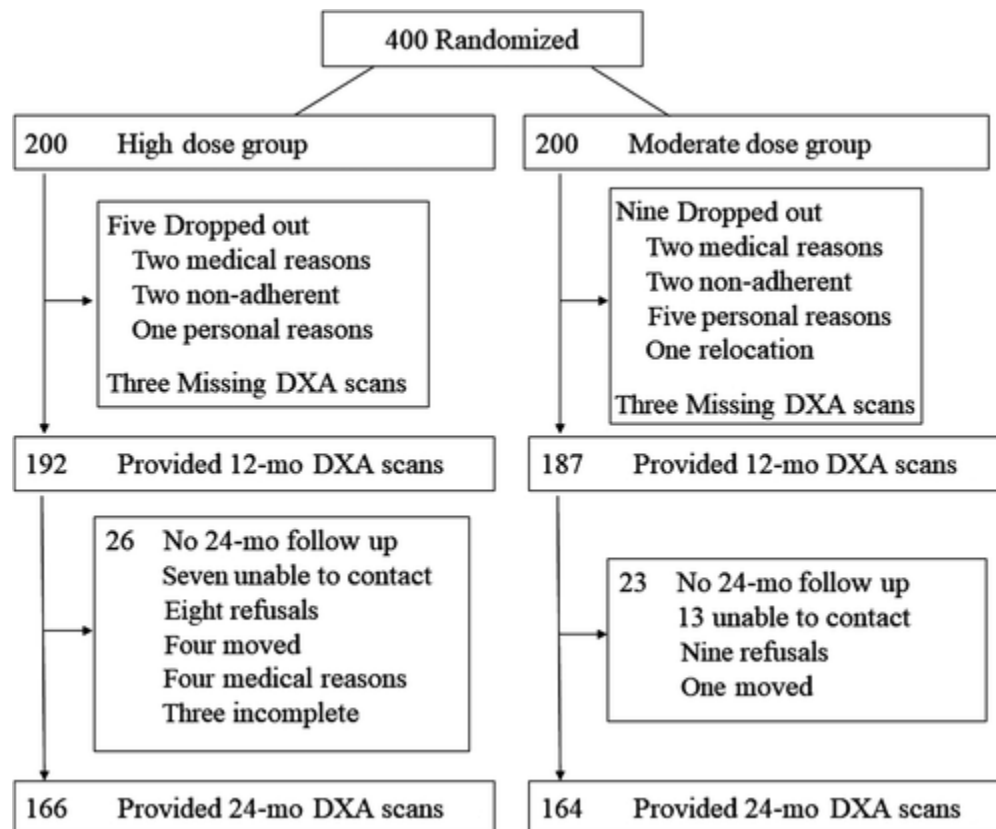 400 Randomized
200 High dose group
200 Moderate dose group
Five Dropped out
Two medical reasons
Two non-adherent
One personal reasons
Three Missing DXA scans
Nine Dropped out
Two medical reasons
Two non-adherent
Five personal reasons
One relocation
Three Missing DXA scans
192 Provided 12-mo DXA scans
187 Provided 12-mo DXA scans
26 No 24-mo follow up
Seven unable to contact
Eight refusals
Four moved
Four medical reasons
Three incomplete
23 No 24-mo follow up
13 unable to contact
Nine refusals
One moved
166 Provided 24-mo DXA scans
164 Provided 24-mo DXA scans